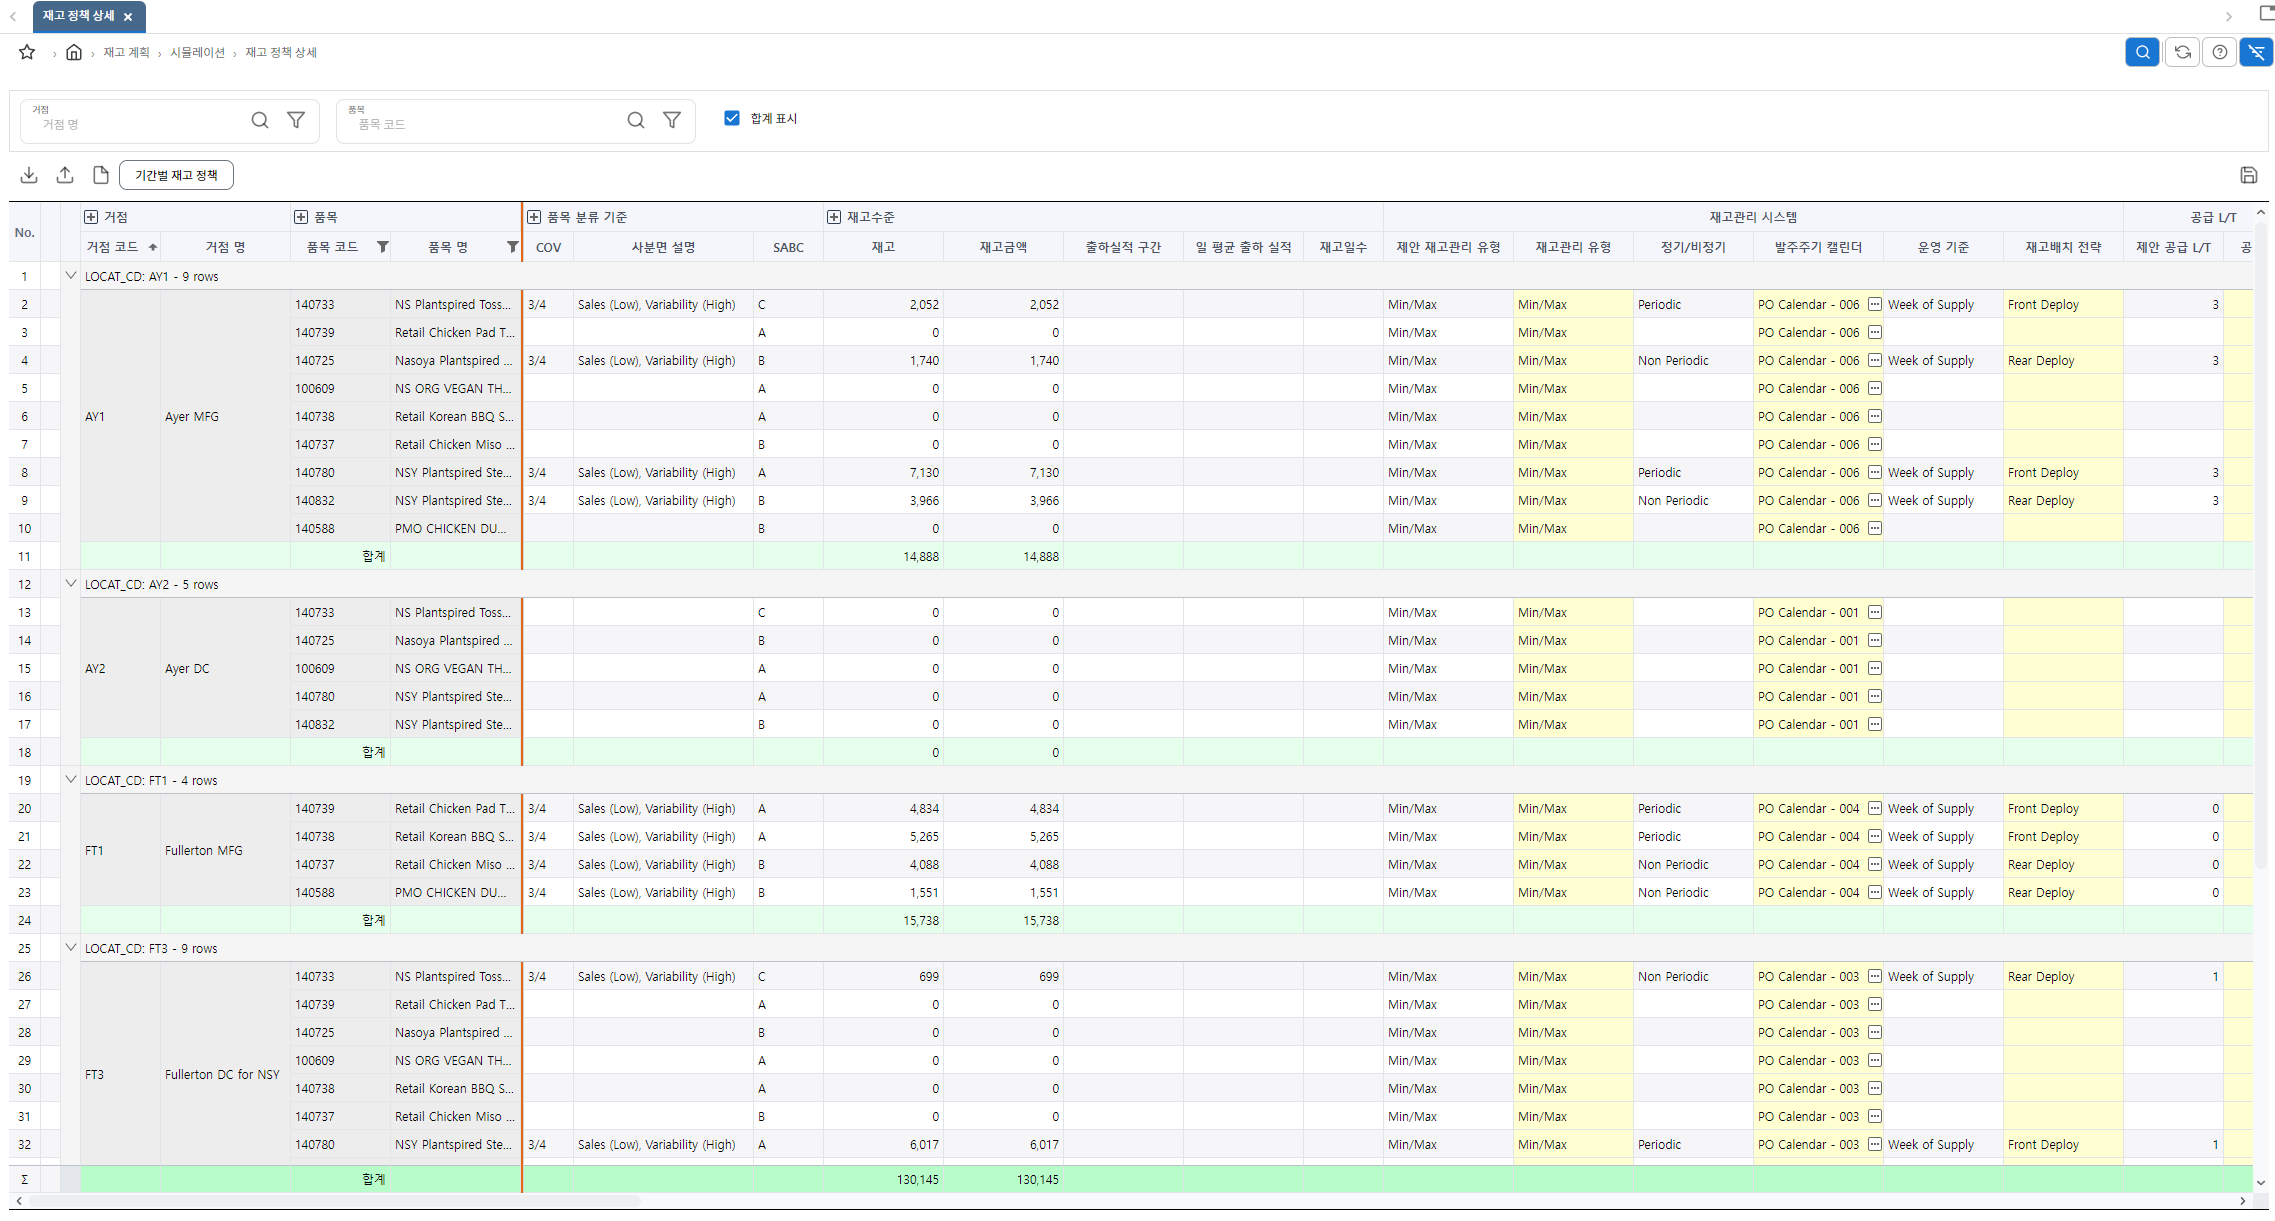 재고 정책 상세 ×
› 재고 계획 › 시뮬레이션 › 재고 정책 상세
거점
거점 명
품목
품목 코드
합계 표시
기간별 재고 정책
No. 거점 품목 품목 분류 기준 재고수준 재고관리 시스템 공급 L/T
거점 코드 거점 명 품목 코드 품목 명 COV 사분면 설명 SABC 재고 재고금액 출하실적 구간 일 평균 출하 실적 재고일수 제안 재고관리 유형 재고관리 유형 정기/비정기 발주주기 캘린더 운영 기준 재고배치 전략 제안 공급 L/T 공
1 LOCAT_CD: AY1 - 9 rows
2 140733 NS Plantspired Toss... 3/4 Sales (Low), Variability (High) C 2,052 2,052 Min/Max Min/Max Periodic PO Calendar - 006 Week of Supply Front Deploy 3
3 140739 Retail Chicken Pad T... A 0 0 Min/Max Min/Max PO Calendar - 006
4 140725 Nasoya Plantspired ... 3/4 Sales (Low), Variability (High) B 1,740 1,740 Min/Max Min/Max Non Periodic PO Calendar - 006 Week of Supply Rear Deploy 3
5 100609 NS ORG VEGAN TH... A 0 0 Min/Max Min/Max PO Calendar - 006
6 AY1 Ayer MFG 140738 Retail Korean BBQ S... A 0 0 Min/Max Min/Max PO Calendar - 006
7 140737 Retail Chicken Miso ... B 0 0 Min/Max Min/Max PO Calendar - 006
8 140780 NSY Plantspired Ste... 3/4 Sales (Low), Variability (High) A 7,130 7,130 Min/Max Min/Max Periodic PO Calendar - 006 Week of Supply Front Deploy 3
9 140832 NSY Plantspired Ste... 3/4 Sales (Low), Variability (High) B 3,966 3,966 Min/Max Min/Max Non Periodic PO Calendar - 006 Week of Supply Rear Deploy 3
10 140588 PMO CHICKEN DU... B 0 0 Min/Max Min/Max PO Calendar - 006
11 합계 14,888 14,888
12 LOCAT_CD: AY2 - 5 rows
13 140733 NS Plantspired Toss... C 0 0 Min/Max Min/Max PO Calendar - 001
14 140725 Nasoya Plantspired ... B 0 0 Min/Max Min/Max PO Calendar - 001
15 AY2 Ayer DC 100609 NS ORG VEGAN TH... A 0 0 Min/Max Min/Max PO Calendar - 001
16 140780 NSY Plantspired Ste... A 0 0 Min/Max Min/Max PO Calendar - 001
17 140832 NSY Plantspired Ste... B 0 0 Min/Max Min/Max PO Calendar - 001
18 합계 0 0
19 LOCAT_CD: FT1 - 4 rows
20 140739 Retail Chicken Pad T... 3/4 Sales (Low), Variability (High) A 4,834 4,834 Min/Max Min/Max Periodic PO Calendar - 004 Week of Supply Front Deploy 0
21 FT1 Fullerton MFG 140738 Retail Korean BBQ S... 3/4 Sales (Low), Variability (High) A 5,265 5,265 Min/Max Min/Max Periodic PO Calendar - 004 Week of Supply Front Deploy 0
22 140737 Retail Chicken Miso ... 3/4 Sales (Low), Variability (High) B 4,088 4,088 Min/Max Min/Max Non Periodic PO Calendar - 004 Week of Supply Rear Deploy 0
23 140588 PMO CHICKEN DU... 3/4 Sales (Low), Variability (High) B 1,551 1,551 Min/Max Min/Max Non Periodic PO Calendar - 004 Week of Supply Rear Deploy 0
24 합계 15,738 15,738
25 LOCAT_CD: FT3 - 9 rows
26 140733 NS Plantspired Toss... 3/4 Sales (Low), Variability (High) C 699 699 Min/Max Min/Max Non Periodic PO Calendar - 003 Week of Supply Rear Deploy 1
27 140739 Retail Chicken Pad T... A 0 0 Min/Max Min/Max PO Calendar - 003
28 140725 Nasoya Plantspired ... B 0 0 Min/Max Min/Max PO Calendar - 003
29 100609 NS ORG VEGAN TH... A 0 0 Min/Max Min/Max PO Calendar - 003
30 FT3 Fullerton DC for NSY 140738 Retail Korean BBQ S... A 0 0 Min/Max Min/Max PO Calendar - 003
31 140737 Retail Chicken Miso ... B 0 0 Min/Max Min/Max PO Calendar - 003
32 140780 NSY Plantspired Ste... 3/4 Sales (Low), Variability (High) A 6,017 6,017 Min/Max Min/Max Periodic PO Calendar - 003 Week of Supply Front Deploy 1
Σ 합계 130,145 130,145